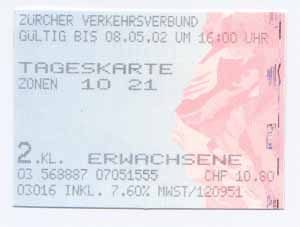 ZÜRCHER VERKEHRSVERBUND
GÜLTIG BIS 08.05.02 UM 16:00 UHR
TAGESKARTE
ZONEN 10 21
2.KL. ERWACHSENE
03 568887 07051555 CHF 10.80
03016 INKL. 7.60% MWST/120951